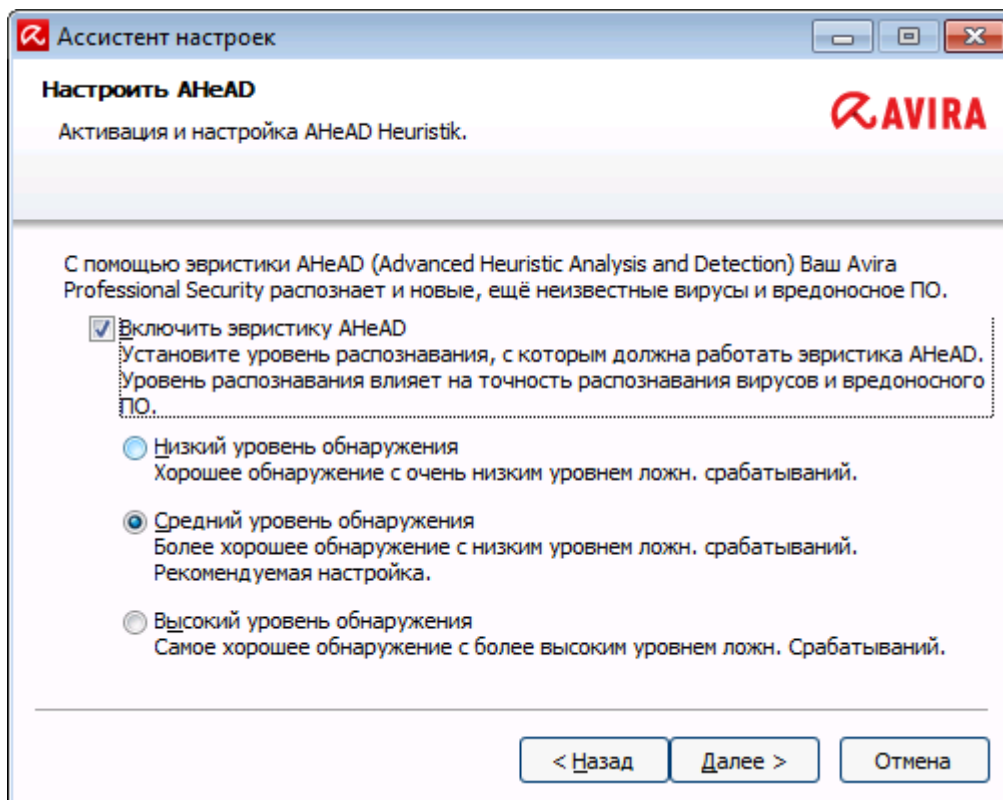 Ассистент настроек
Настроить AHeAD
Активация и настройка AHeAD Heuristik.
AVIRA
С помощью эвристики AHeAD (Advanced Heuristic Analysis and Detection) Ваш Avira
Professional Security распознает и новые, ещё неизвестные вирусы и вредоносное ПО.
Включить эвристику AHeAD
Установите уровень распознавания, с которым должна работать эвристика AHeAD.
Уровень распознавания влияет на точность распознавания вирусов и вредоносного
ПО.
Низкий уровень обнаружения
Хорошее обнаружение с очень низким уровнем ложн. срабатываний.
Средний уровень обнаружения
Более хорошее обнаружение с низким уровнем ложн. срабатываний.
Рекомендуемая настройка.
Высокий уровень обнаружения
Самое хорошее обнаружение с более высоким уровнем ложн. Срабатываний.
< Назад
Далее >
Отмена